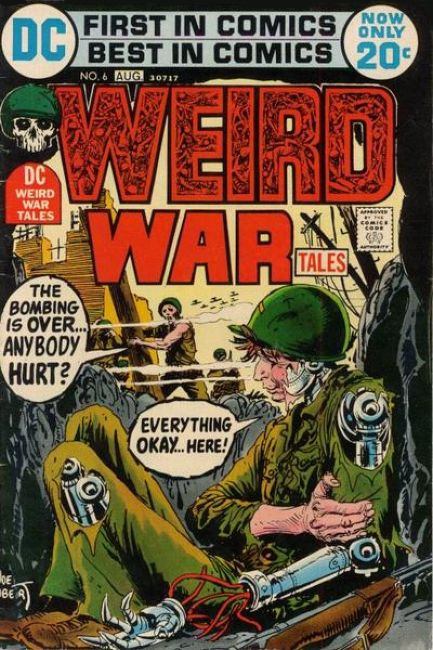 DC
FIRST IN COMICS
BEST IN COMICS
NOW
ONLY
20¢
NO. 6 AUG. 30717
WEIRD
WAR
TALES
DC
WEIRD
WAR
TALES
APPROVED
BY THE
COMICS
CODE
AUTHORITY
THE
BOMBING
IS OVER...
ANYBODY
HURT?
EVERYTHING
OKAY...HERE!
JOE
KUBERT